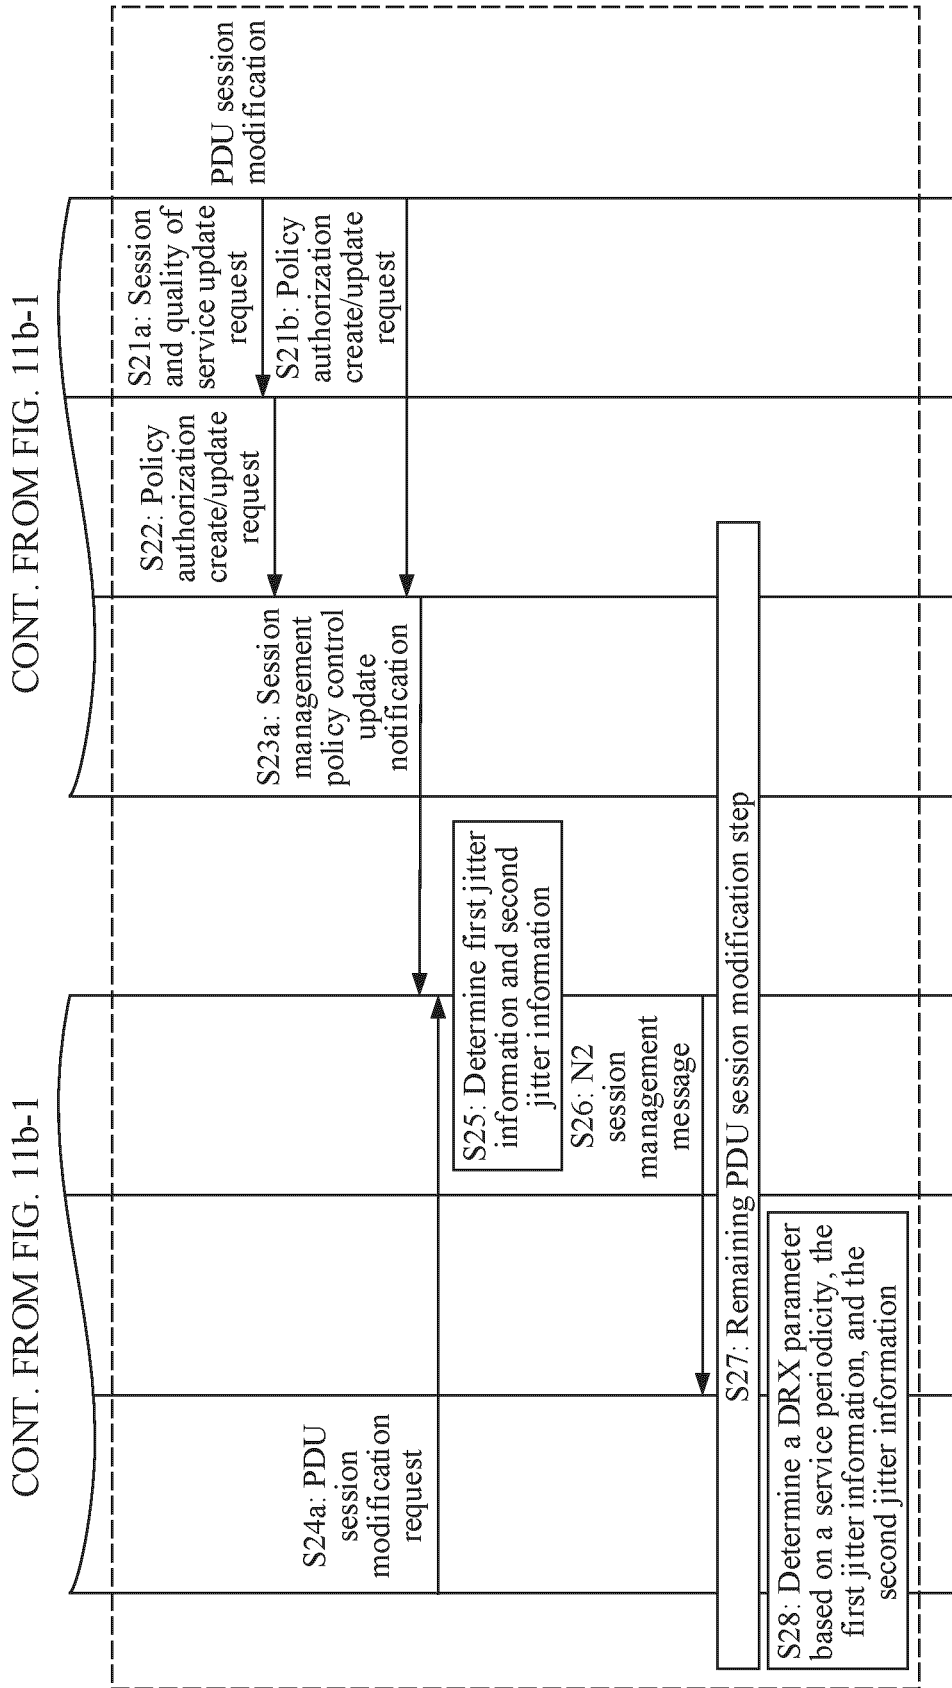 CONT. FROM FIG. 11b-1
CONT. FROM FIG. 11b-1
PDU session
modification
S21a: Session
and quality of
service update
request
S22: Policy
authorization
create/update
request
S21b: Policy
authorization
create/update
request
S23a: Session
management
policy control
update
notification
S24a: PDU
session
modification
request
S25: Determine first jitter
information and second
jitter information
S26: N2
session
management
message
S27: Remaining PDU session modification step
S28: Determine a DRX parameter
based on a service periodicity, the
first jitter information, and the
second jitter information